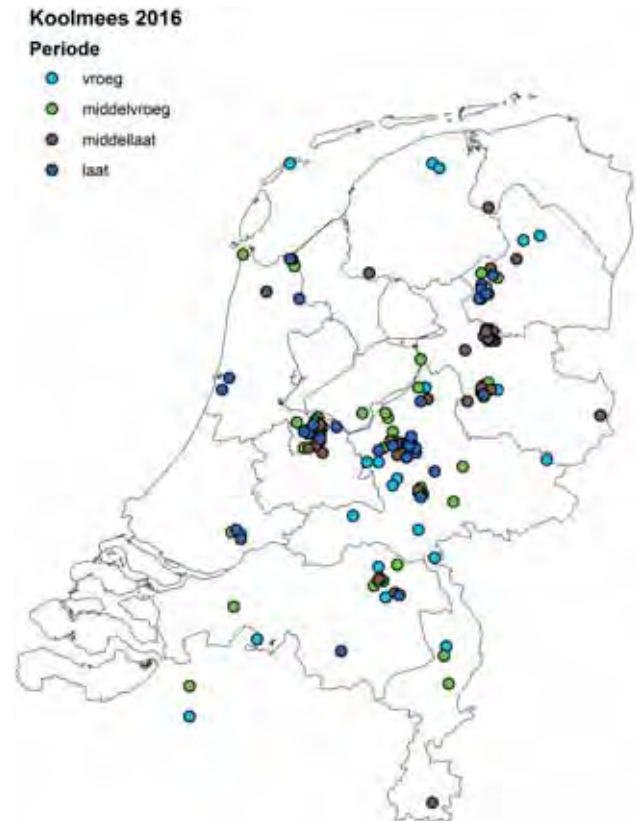 Koolmees 2016
Periode
vroeg
middelvroeg
middellaat
laat